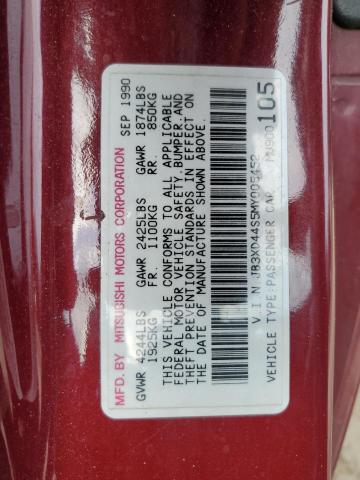 MFD. BY MITSUBISHI MOTORS CORPORATION SEP 1990
GVWR 4244LBS GAWR 2425LBS GAWR 1874LBS
1925KG FR. 1100KG RR. 850KG
THIS VEHICLE CONFORMS TO ALL APPLICABLE
FEDERAL MOTOR VEHICLE SAFETY, BUMPER, AND
THEFT PREVENTION STANDARDS IN EFFECT ON
THE DATE OF MANUFACTURE SHOWN ABOVE.
V I N : JB3XD44S5MY005452
VEHICLE TYPE:PASSENGER CAR MU900
105